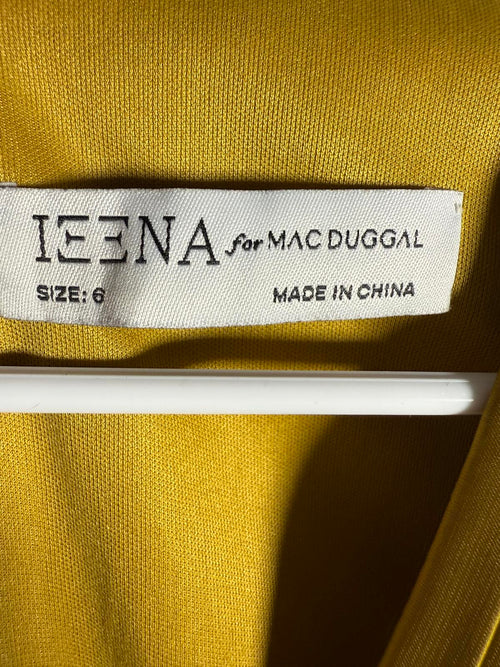 IEENA for MAC DUGGAL
SIZE: 6
MADE IN CHINA